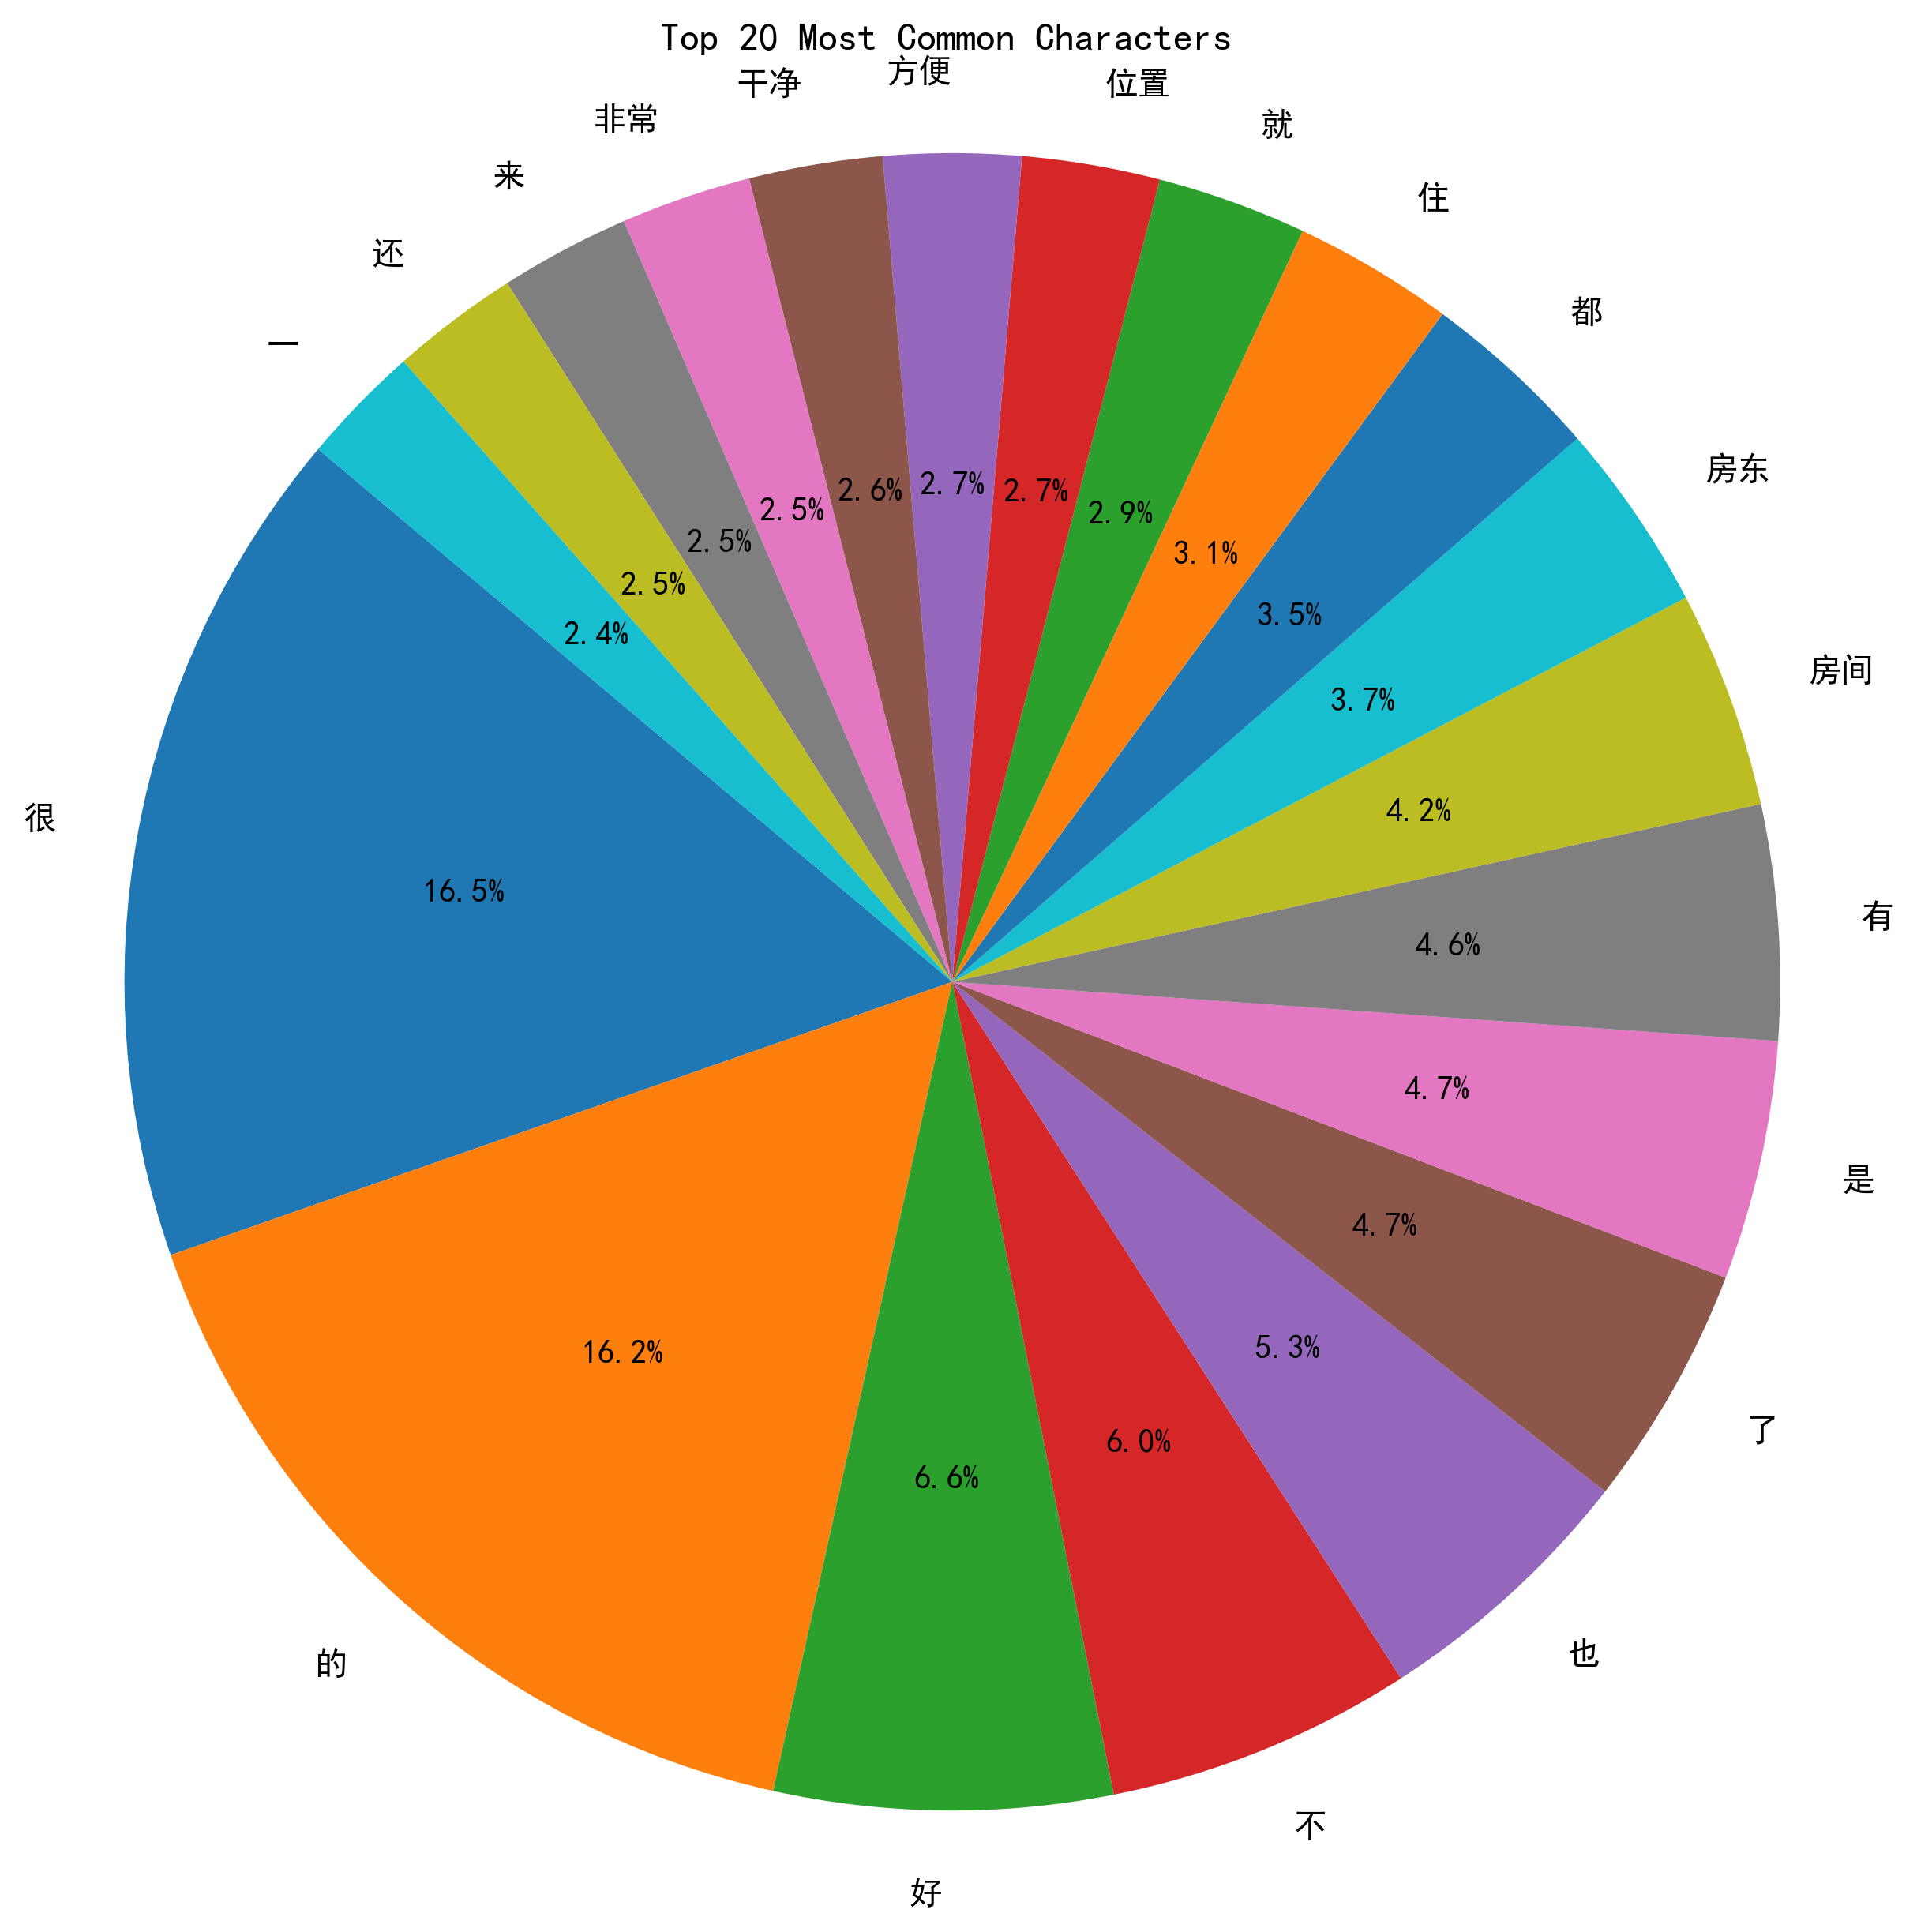 Top 20 Most Common Characters
很
16.5%
的
16.2%
好
6.6%
不
6.0%
也
5.3%
了
4.7%
是
4.7%
有
4.6%
房间
4.2%
房东
3.7%
都
3.5%
住
3.1%
就
2.9%
位置
2.7%
方便
2.7%
干净
2.6%
非常
2.5%
来
2.5%
还
2.5%
一
2.4%